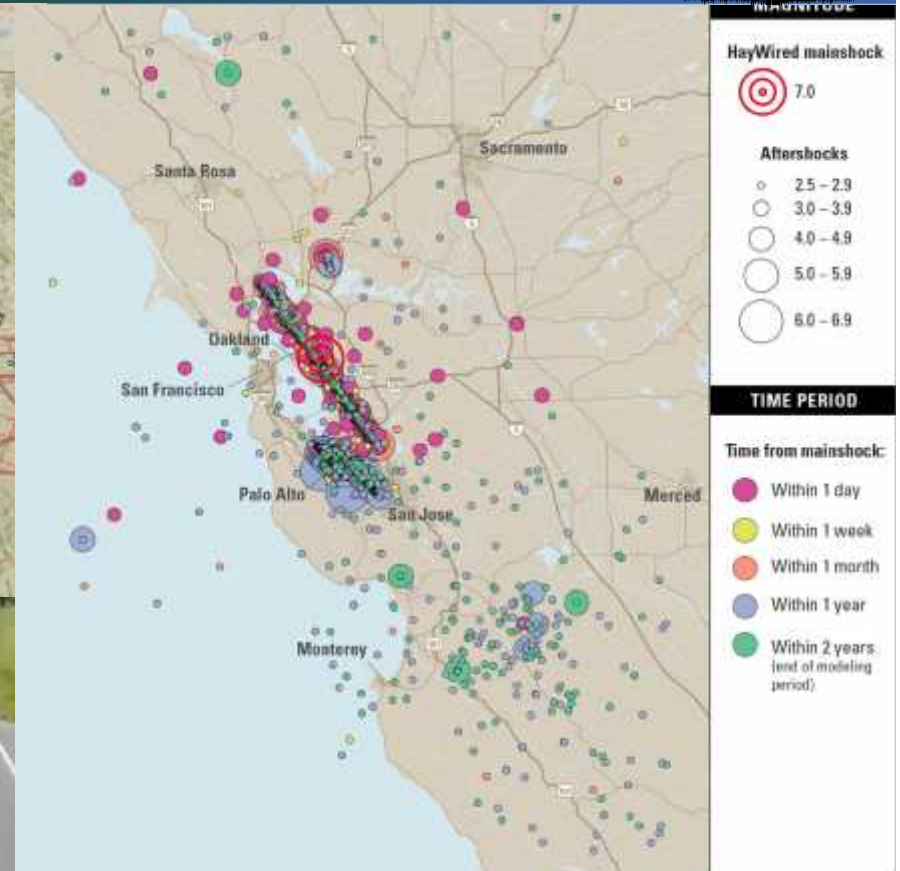 MAGNITUDE
HayWired mainshock
7.0
Aftershocks
2.5 – 2.9
3.0 – 3.9
4.0 – 4.9
5.0 – 5.9
6.0 – 6.9
TIME PERIOD
Time from mainshock:
Within 1 day
Within 1 week
Within 1 month
Within 1 year
Within 2 years
(end of modeling
period)
Sacramento
Santa Rosa
Oakland
San Francisco
Palo Alto
San Jose
Merced
Monterey